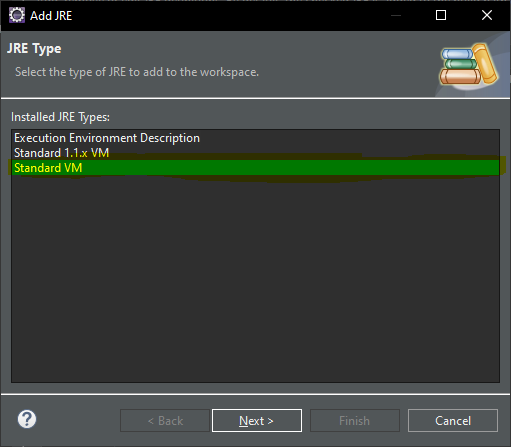 Add JRE
JRE Type
Select the type of JRE to add to the workspace.
Installed JRE Types:
Execution Environment Description
Standard 1.1.x VM
Standard VM
?
< Back
Next >
Finish
Cancel